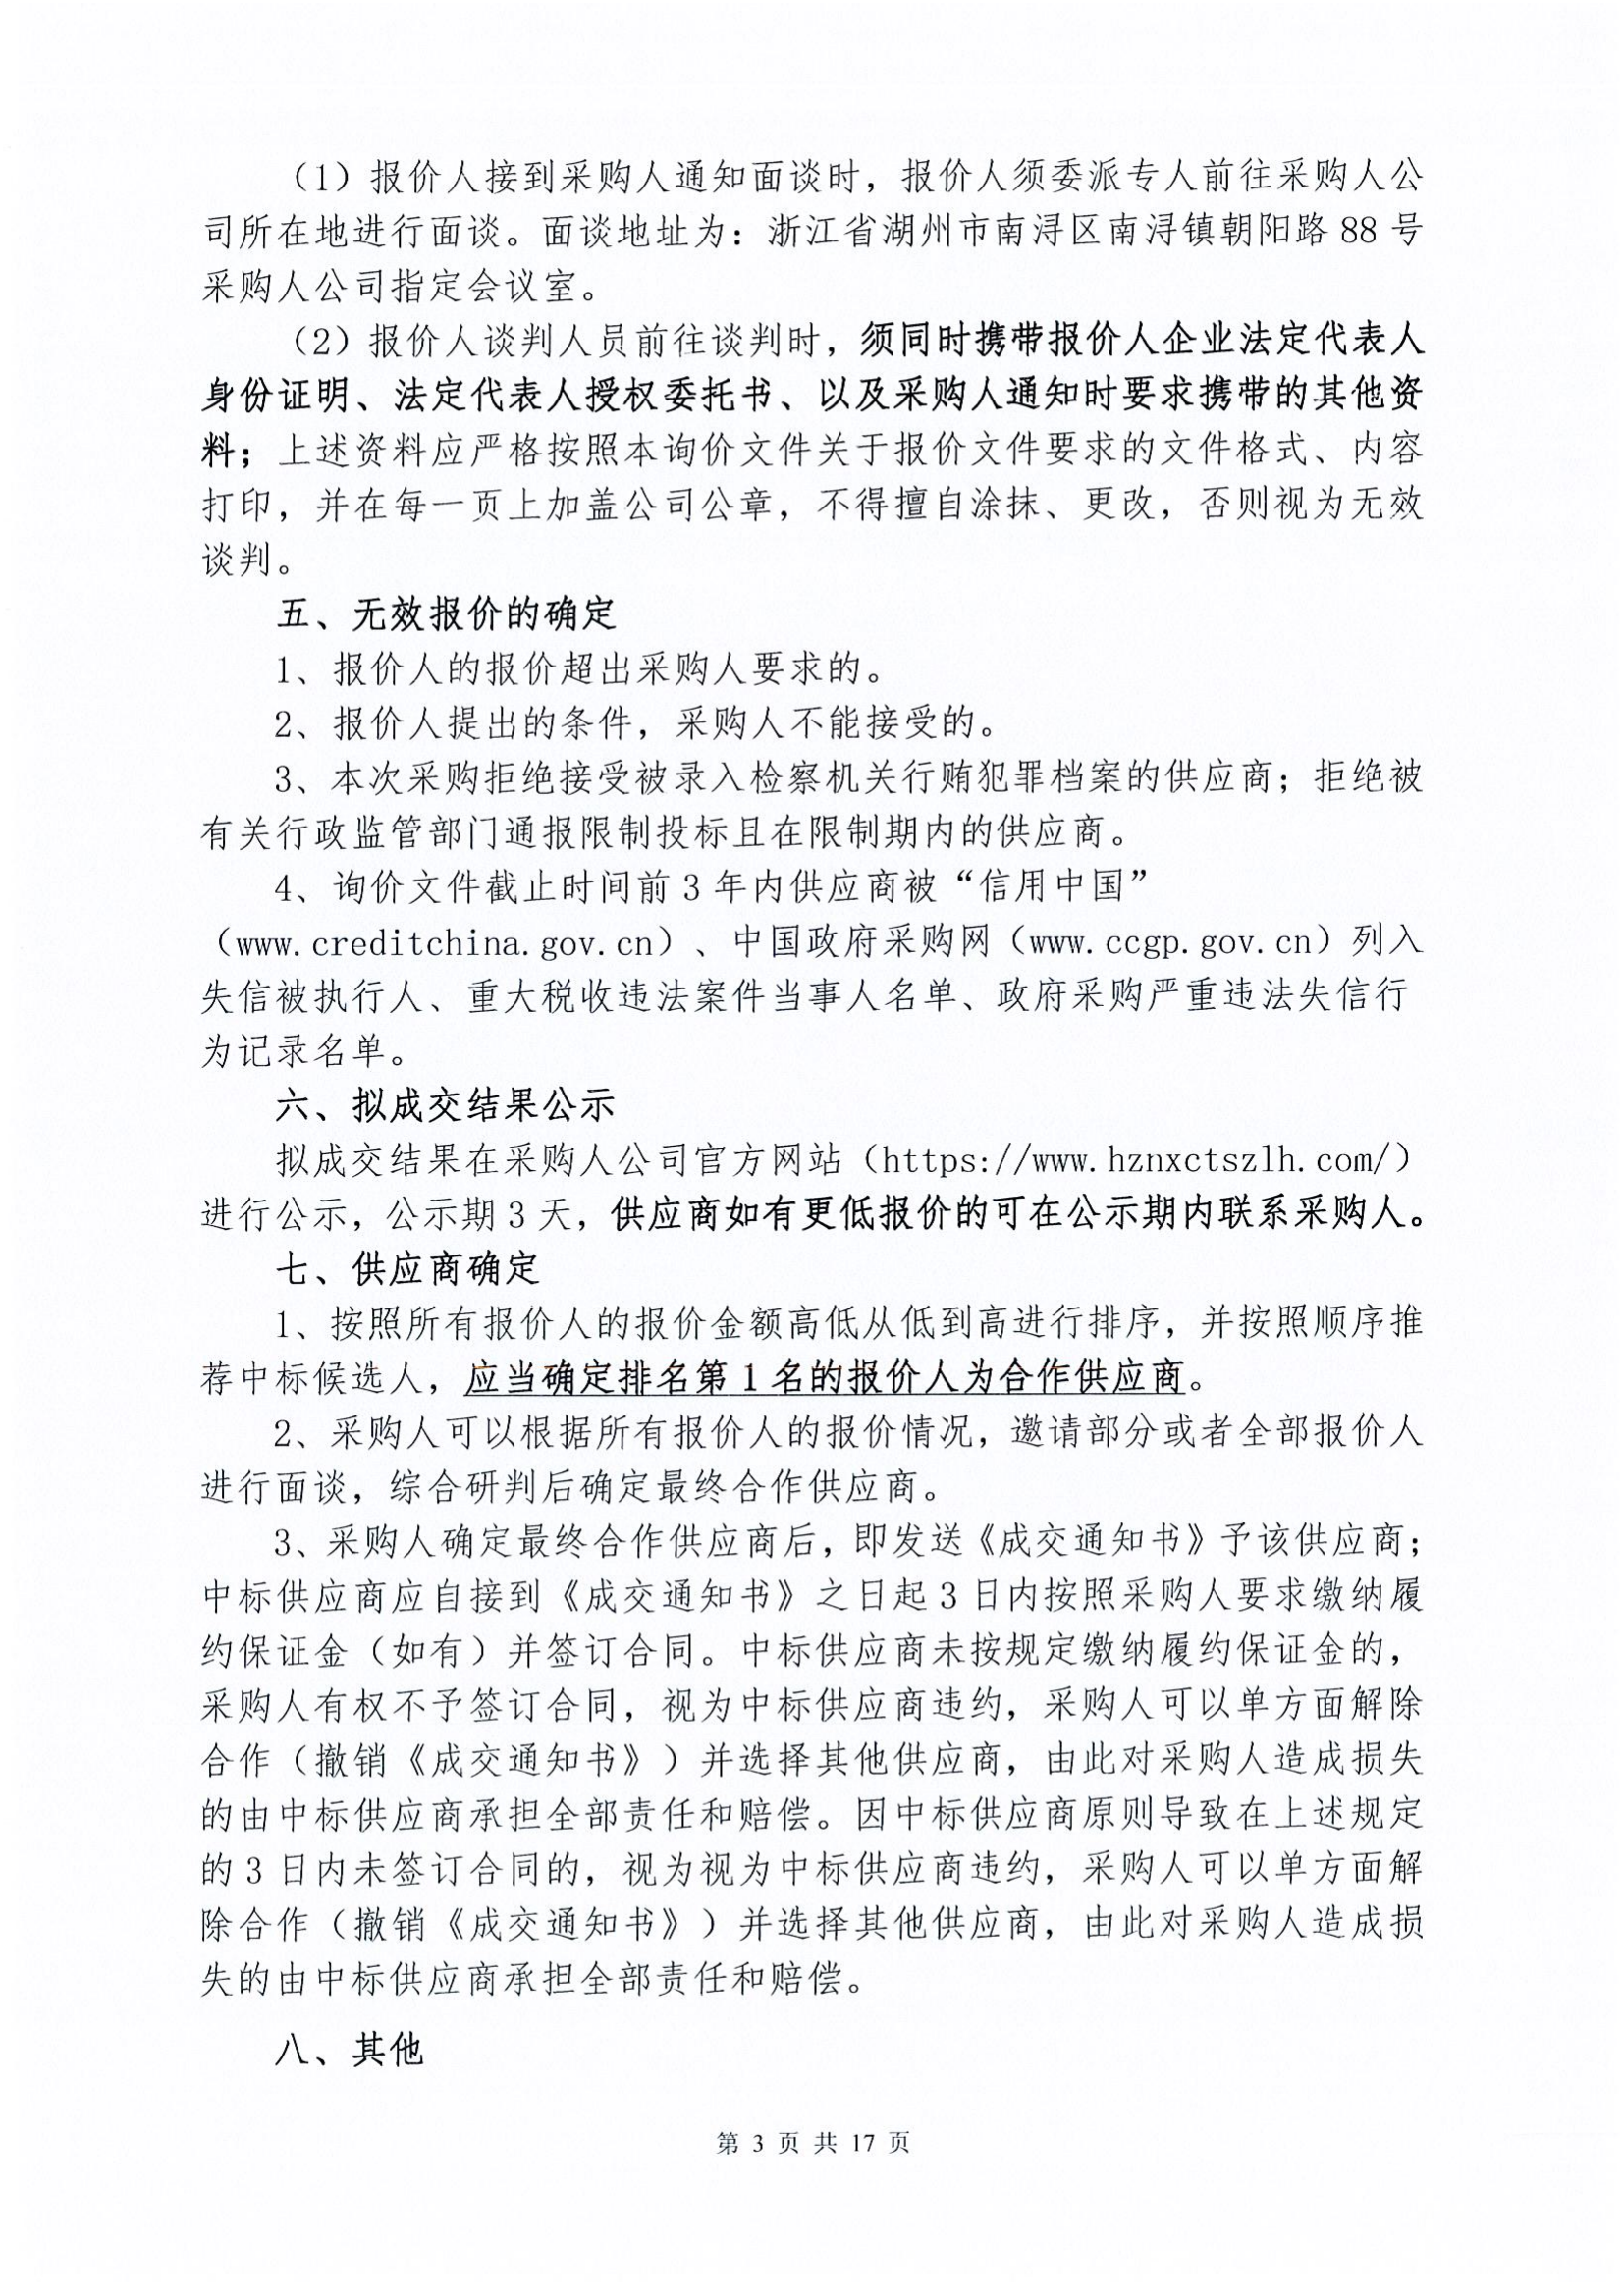 （1）报价人接到采购人通知面谈时，报价人须委派专人前往采购人公
司所在地进行面谈。面谈地址为：浙江省湖州市南浔区南浔镇朝阳路 88 号
采购人公司指定会议室。
（2）报价人谈判人员前往谈判时，须同时携带报价人企业法定代表人
身份证明、法定代表人授权委托书、以及采购人通知时要求携带的其他资
料；上述资料应严格按照本询价文件关于报价文件要求的文件格式、内容
打印，并在每一页上加盖公司公章，不得擅自涂抹、更改，否则视为无效
谈判。
五、无效报价的确定
1、报价人的报价超出采购人要求的。
2、报价人提出的条件，采购人不能接受的。
3、本次采购拒绝接受被录入检察机关行贿犯罪档案的供应商；拒绝被
有关行政监管部门通报限制投标且在限制期内的供应商。
4、询价文件截止时间前 3 年内供应商被“信用中国”
（www.creditchina.gov.cn）、中国政府采购网（www.ccgp.gov.cn）列入
失信被执行人、重大税收违法案件当事人名单、政府采购严重违法失信行
为记录名单。
六、拟成交结果公示
拟成交结果在采购人公司官方网站（https://www.hznxctszlh.com/）
进行公示，公示期 3 天，供应商如有更低报价的可在公示期内联系采购人。
七、供应商确定
1、按照所有报价人的报价金额高低从低到高进行排序，并按照顺序推
荐中标候选人，应当确定排名第 1 名的报价人为合作供应商。
2、采购人可以根据所有报价人的报价情况，邀请部分或者全部报价人
进行面谈，综合研判后确定最终合作供应商。
3、采购人确定最终合作供应商后，即发送《成交通知书》予该供应商；
中标供应商应自接到《成交通知书》之日起 3 日内按照采购人要求缴纳履
约保证金（如有）并签订合同。中标供应商未按规定缴纳履约保证金的，
采购人有权不予签订合同，视为中标供应商违约，采购人可以单方面解除
合作（撤销《成交通知书》）并选择其他供应商，由此对采购人造成损失
的由中标供应商承担全部责任和赔偿。因中标供应商原则导致在上述规定
的 3 日内未签订合同的，视为视为中标供应商违约，采购人可以单方面解
除合作（撤销《成交通知书》）并选择其他供应商，由此对采购人造成损
失的由中标供应商承担全部责任和赔偿。
八、其他
第 3 页 共 17 页